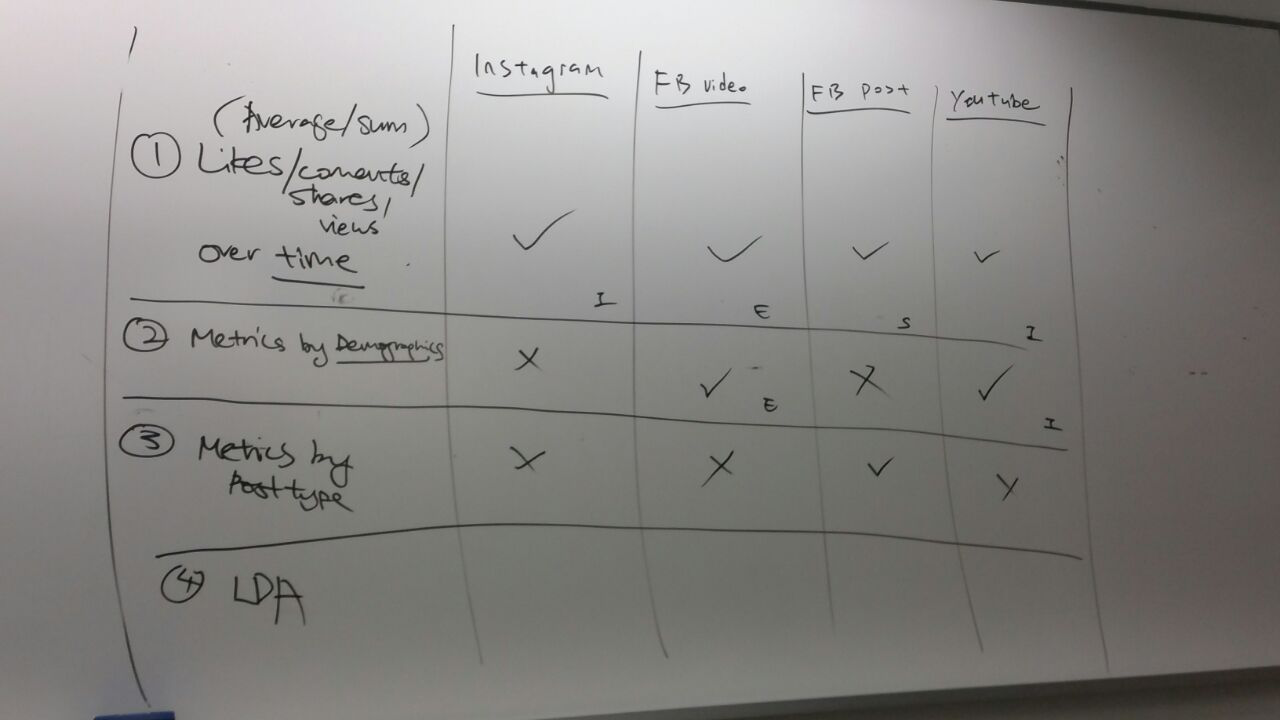 Instagram FB video FB post Youtube
(Average/sum)
① Likes/coments/
shares,
views
over time ✓ ✓ ✓ ✓
I E S I
② Metrics by Demographics X ✓ X ✓
E I
③ Metrics by X X ✓ X
Post type
④ LDA